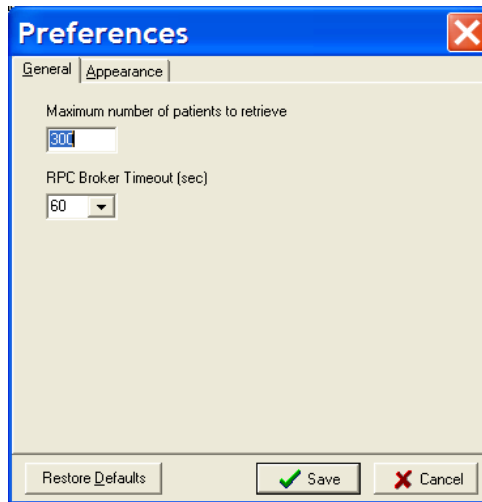 Preferences
General Appearance
Maximum number of patients to retrieve
300
RPC Broker Timeout (sec)
60
Restore Defaults Save Cancel